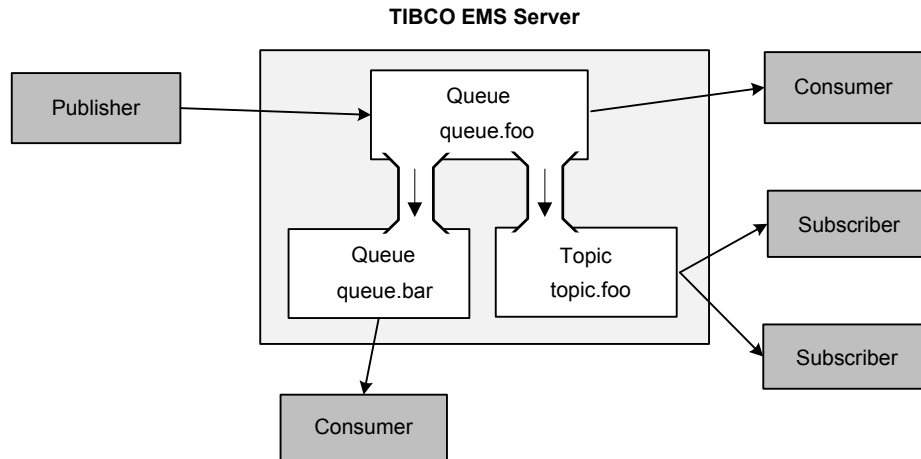 TIBCO EMS Server
Publisher
Queue
queue.foo
Consumer
Queue
queue.bar
Topic
topic.foo
Subscriber
Subscriber
Consumer